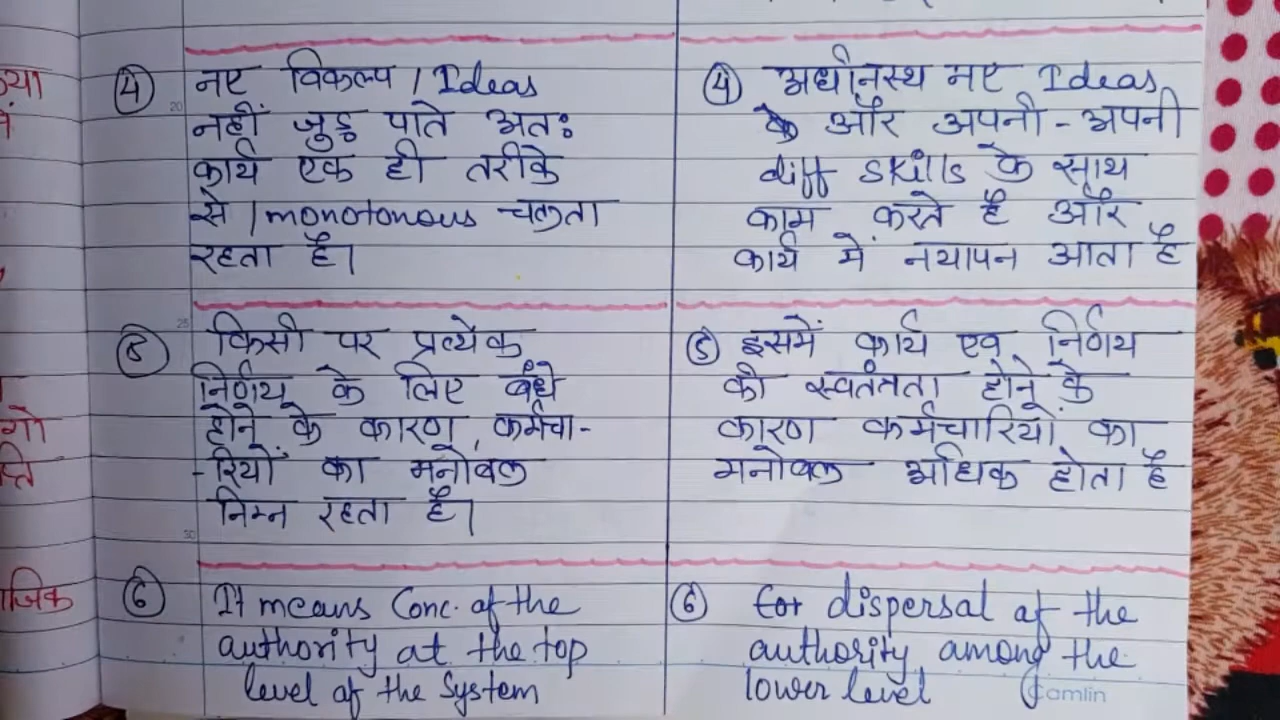 ④ नए विकल्प / Ideas
नहीं जुड़ पाते अतः
कार्य एक ही तरीके
से / monotonous चलता
रहता है।
④ अधीनस्थ नए Ideas
और अपनी - अपनी
diff skills के साथ
काम करते है और
कार्य में नयापन आता है
⑤ किसी पर प्रत्येक
निर्णय के लिए बंधे
होने के कारण, कर्मचा-
-रियों का मनोबल
निम्न रहता है।
⑤ इसमें कार्य एवं निर्णय
की स्वतंत्रता होने के
कारण कर्मचारियों का
मनोबल अधिक होता है
⑥ It means Conc. of the
authority at the top
level of the System
⑥ for dispersal of the
authority among the
lower level
Camlin
20
25
30